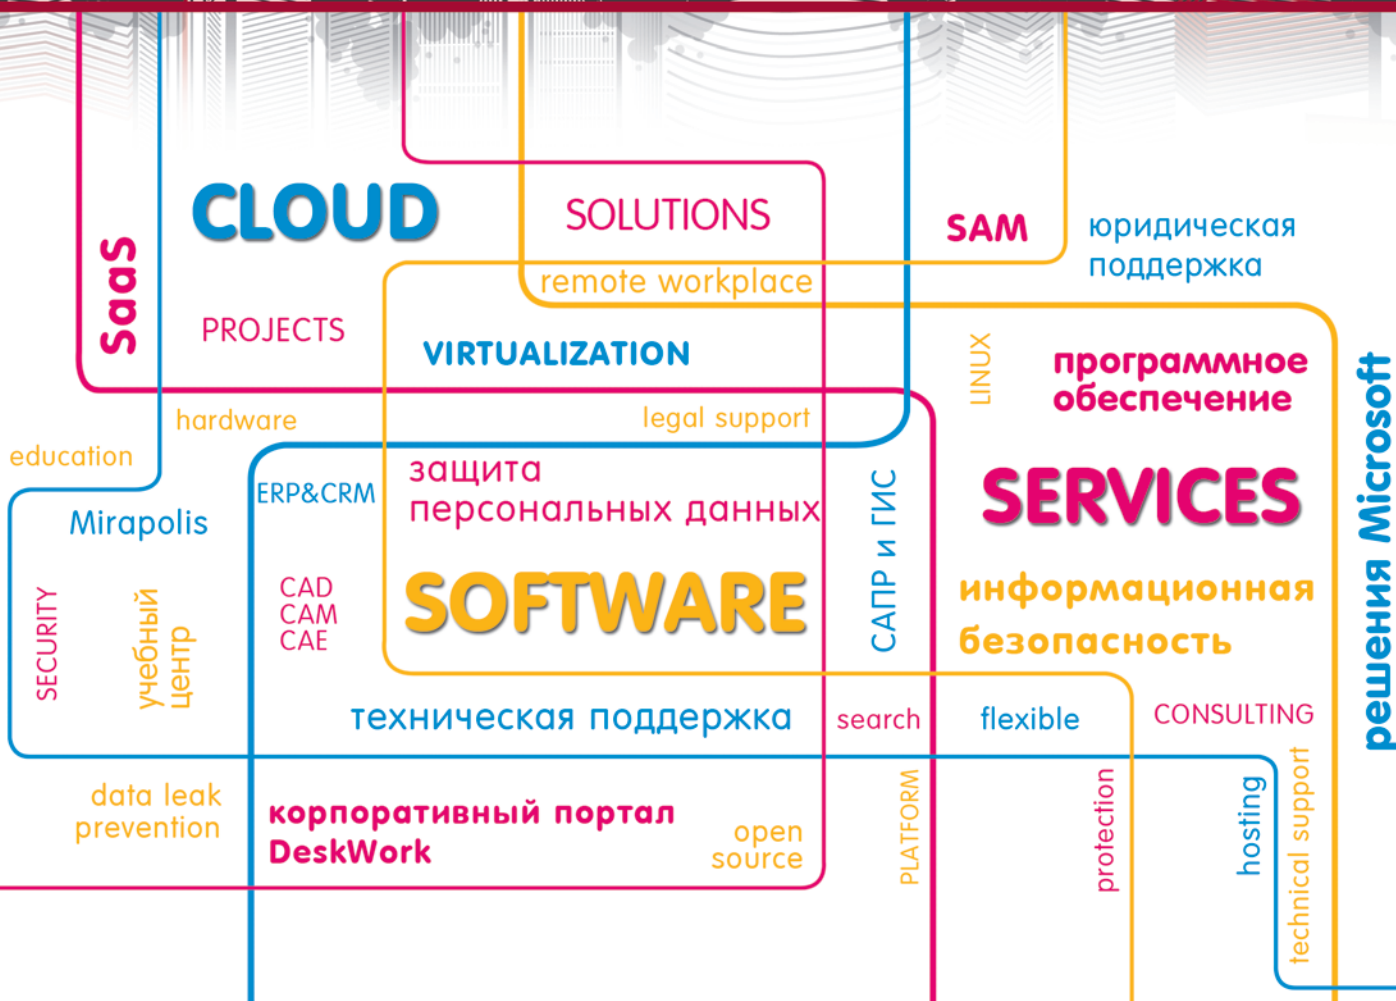 CLOUD
SOLUTIONS
SAM
юридическая
поддержка
SaaS
remote workplace
PROJECTS
VIRTUALIZATION
LINUX
программное
обеспечение
решения Microsoft
hardware
legal support
education
ERP&CRM
защита
персональных данных
САПР и ГИС
SERVICES
Mirapolis
SECURITY
учебный
центр
CAD
CAM
CAE
SOFTWARE
информационная
безопасность
техническая поддержка
search
flexible
CONSULTING
data leak
prevention
корпоративный портал
DeskWork
open
source
PLATFORM
protection
hosting
technical support